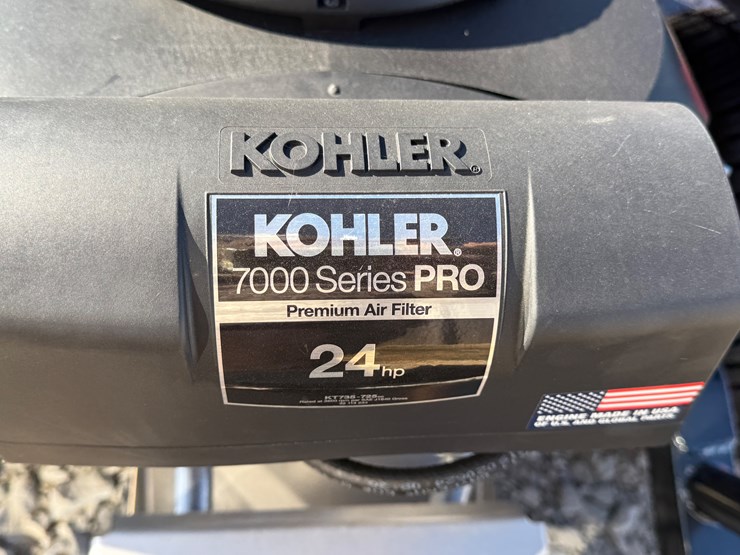 KOHLER®
KOHLER®
7000 Series PRO
Premium Air Filter
24hp
ENGINE MADE IN USA
OF U.S. AND GLOBAL PARTS